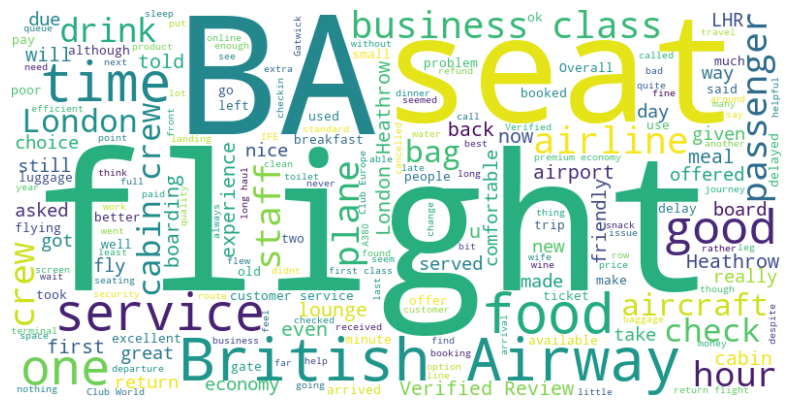 due
sleep
put
drink
queue
business class
ok
LHR
travel
pay
online
enough
product
will
although
told
time
BA
seat
without
small
called
much
need
next
extra
see
Gatwick
problem
refund
Overall
bad
way
poor
lot
go
checkin
dinner
seemed
quite
fine
around
said
many
say
efficient
left
booked
day
London
used
call
passenger
helpful
choice
point
front
IFE
breakfast
back
now
airline
use
Verified
given
another
delayed
still
cabin crew
landing
standard
water
cancelled
London Heathrow
bag
best
luggage
think
nice
clean
able
late
people
long
premium economy
meal
offered
journey
year
full
paid
toilet
never
comfortable
airport
asked
work
boarding
experience
staff
plane
flight
u
change
thing
snack
issue
delay
board
flying
better
quality
long haul
always
A380
Club Europe
trip
friendly
good
got
went
well
two
found
bit
row
rather
leg
crew
screen
least
fly
flew
seem
new
wife
wine
price
though
Heathrow
wait
seating
old
didnt
first class
last
served
made
make
really
took
security
route
customer service
offer
customer
ticket
aircraft
service
food
terminal
excellent
feel
checked
lounge
received
minute
even
available
baggage
take
check
despite
space
first
great
business
find
arrival
one
departure
gate
far
help
booking
British Airway
option
line
money
cabin
hour
nothing
return
economy
going
arrived
Verified Review
Club World
little
return flight